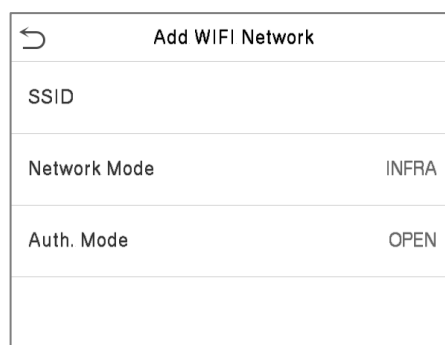 Add WIFI Network
SSID
Network Mode INFRA
Auth. Mode OPEN